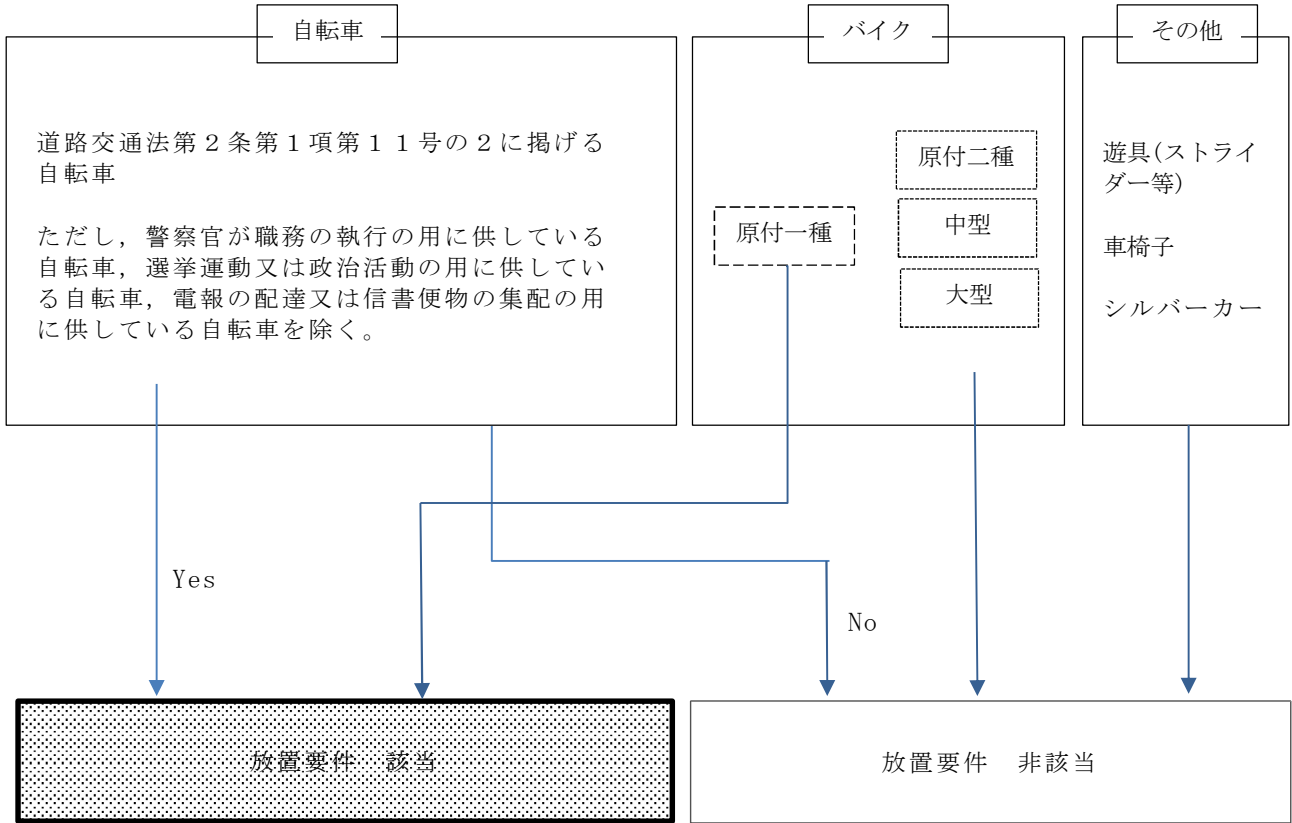 自転車
道路交通法第２条第１項第１１号の２に掲げる
自転車
ただし，警察官が職務の執行の用に供している
自転車，選挙運動又は政治活動の用に供してい
る自転車，電報の配達又は信書便物の集配の用
に供している自転車を除く。
バイク
原付一種
原付二種
中型
大型
その他
遊具(ストライ
ダー等)
車椅子
シルバーカー
Yes
No
放置要件　該当
放置要件　非該当